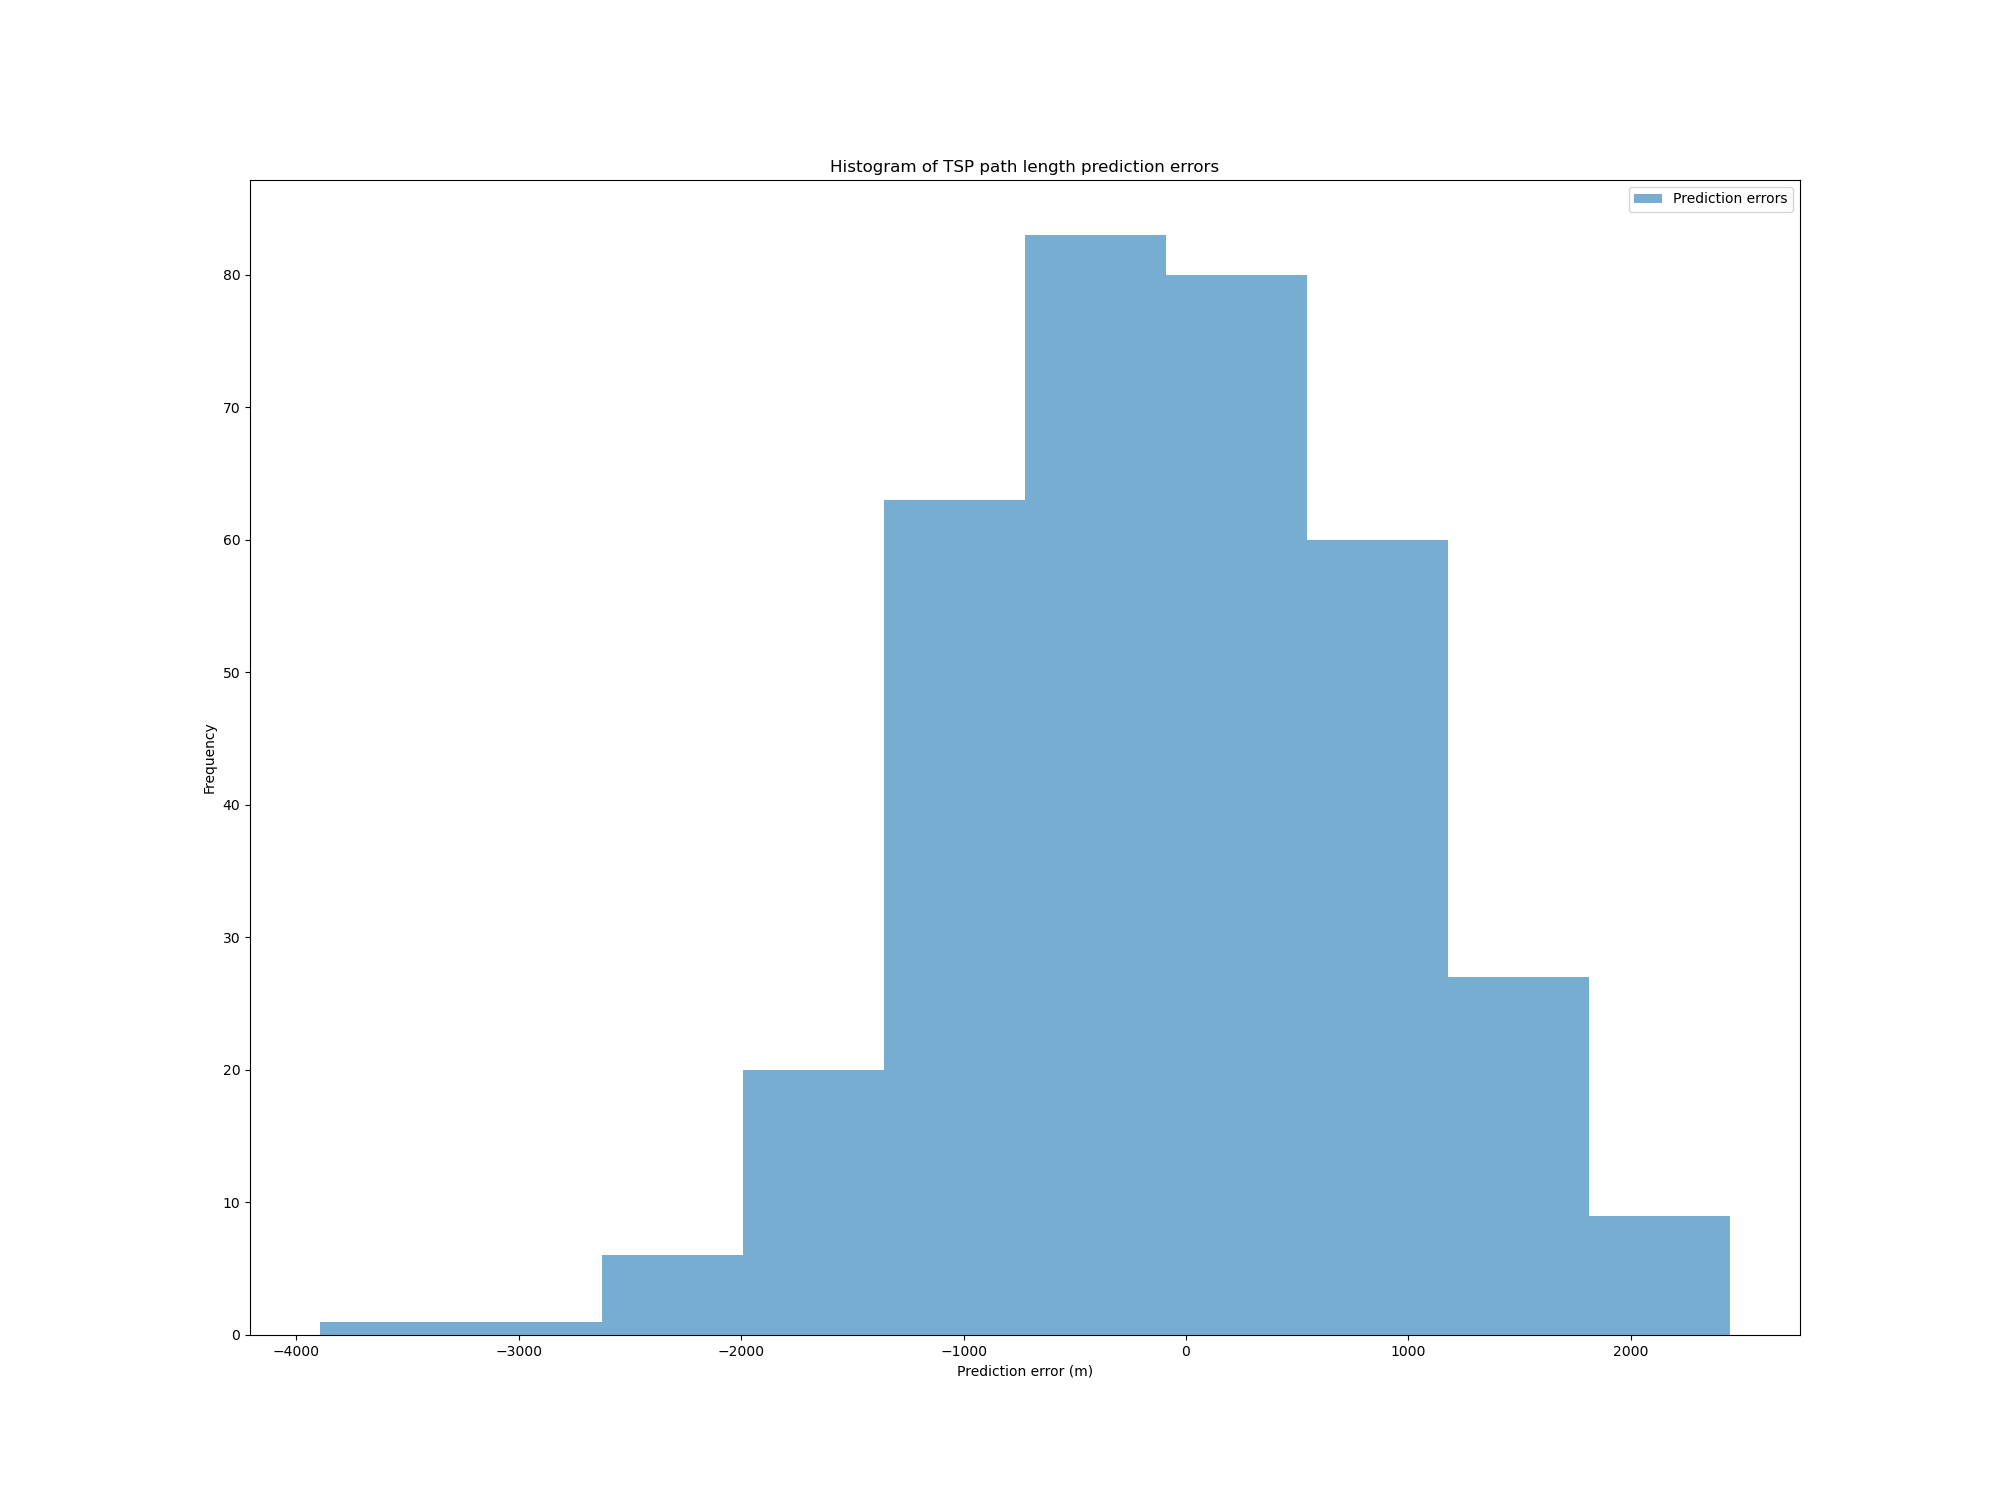 Histogram of TSP path length prediction errors
Prediction errors
80
70
60
50
40
30
20
10
0
Frequency
−4000 −3000 −2000 −1000 0 1000 2000
Prediction error (m)